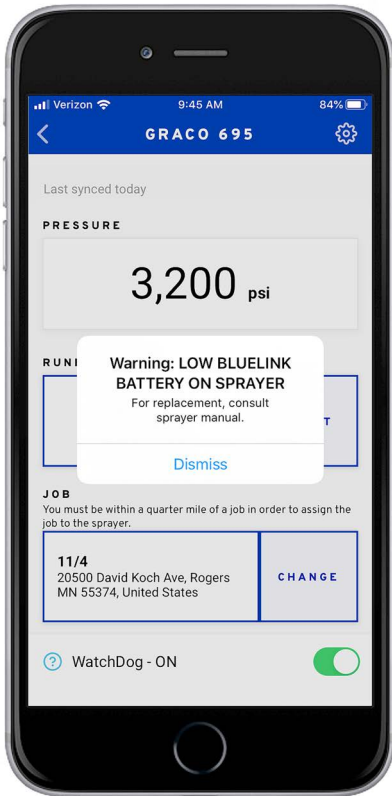 Verizon 9:45 AM 84%
GRACO 695
Last synced today
PRESSURE
3,200 psi
RUN
Warning: LOW BLUELINK
BATTERY ON SPRAYER
For replacement, consult
sprayer manual.
T
Dismiss
JOB
You must be within a quarter mile of a job in order to assign the
job to the sprayer.
11/4
20500 David Koch Ave, Rogers
MN 55374, United States
CHANGE
? WatchDog - ON